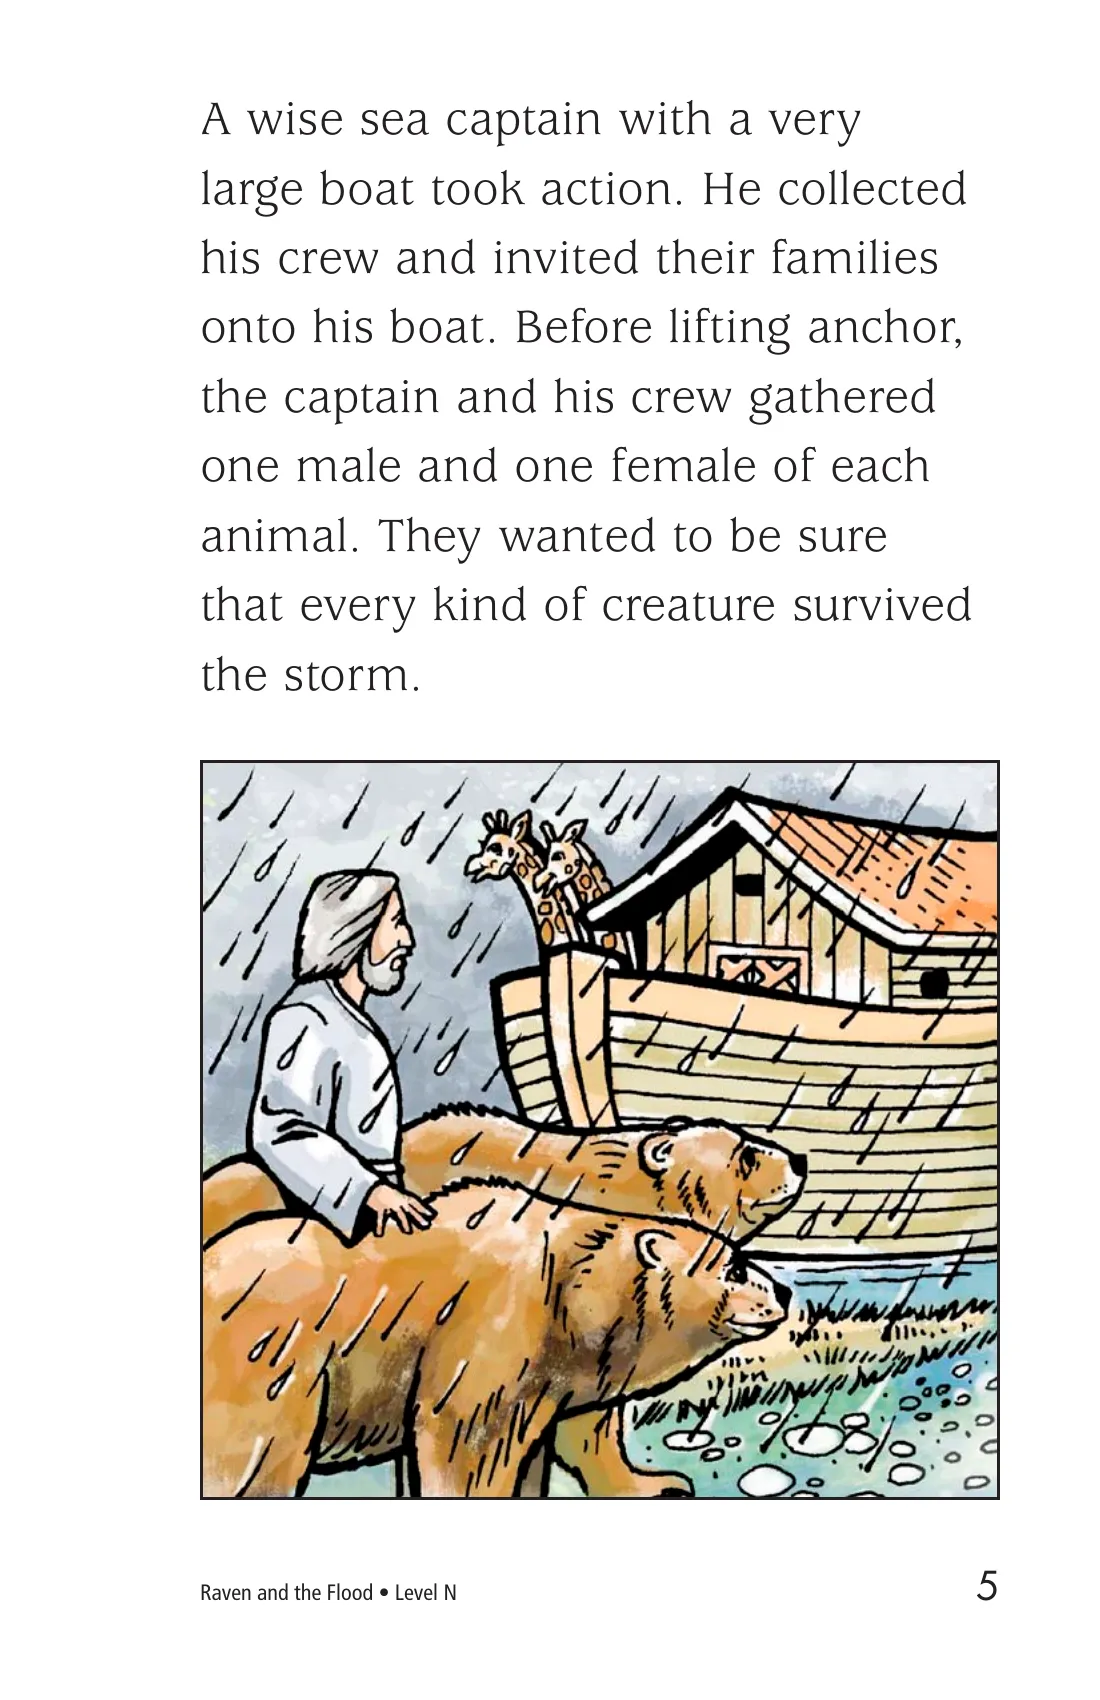 A wise sea captain with a very
large boat took action. He collected
his crew and invited their families
onto his boat. Before lifting anchor,
the captain and his crew gathered
one male and one female of each
animal. They wanted to be sure
that every kind of creature survived
the storm.
Raven and the Flood • Level N
5